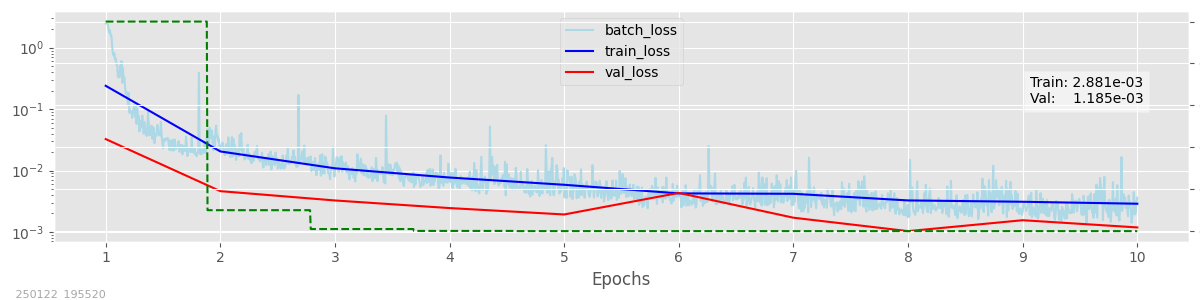 batch_loss
train_loss
val_loss
Train: 2.881e-03
Val: 1.185e-03
10⁰
10⁻¹
10⁻²
10⁻³
1 2 3 4 5 6 7 8 9 10
Epochs
250122_195520